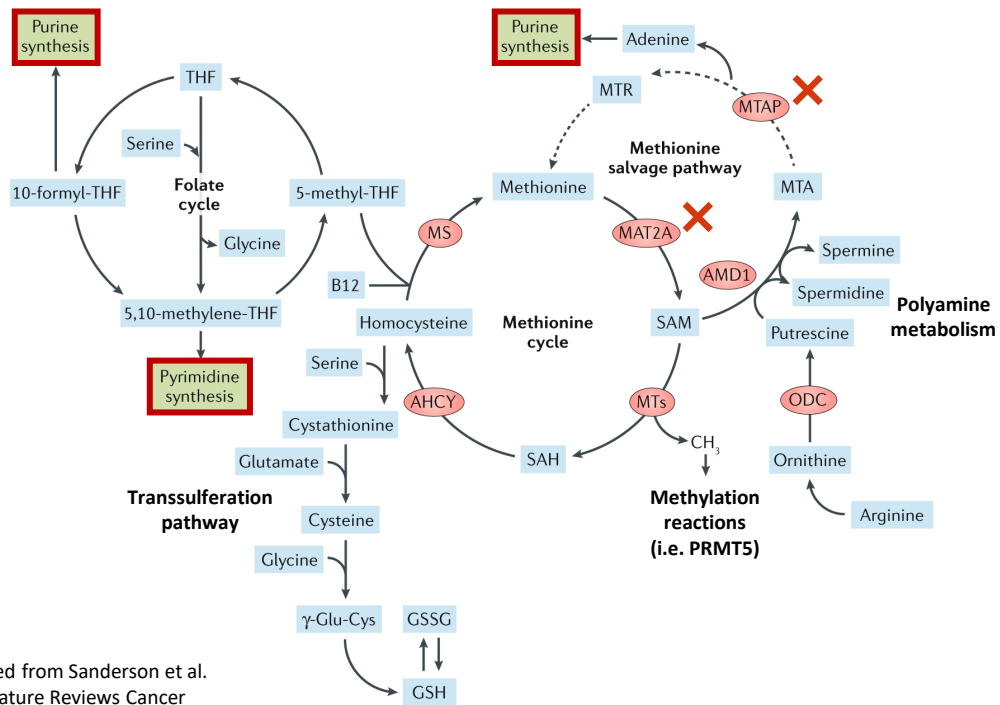 Purine
synthesis
Purine
synthesis
Adenine
THF
MTR
MTAP
Serine
Methionine
salvage pathway
10-formyl-THF
Folate
cycle
5-methyl-THF
Methionine
MTA
MS
MAT2A
Glycine
Spermine
AMD1
B12
Spermidine
5,10-methylene-THF
Homocysteine
Methionine
cycle
SAM
Putrescine
Polyamine
metabolism
Serine
Pyrimidine
synthesis
AHCY
MTs
ODC
Cystathionine
CH3
Glutamate
SAH
Ornithine
Transsulferation
pathway
Methylation
reactions
(i.e. PRMT5)
Cysteine
Arginine
Glycine
γ-Glu-Cys
GSSG
GSH
ed from Sanderson et al.
ature Reviews Cancer